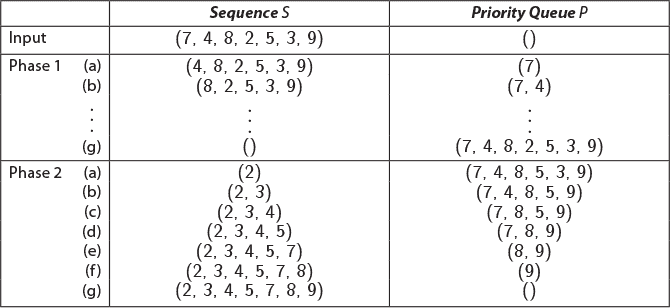 Sequence S Priority Queue P
Input (7, 4, 8, 2, 5, 3, 9) ()
Phase 1 (a) (4, 8, 2, 5, 3, 9) (7)
(b) (8, 2, 5, 3, 9) (7, 4)
⋮ ⋮ ⋮
(g) () (7, 4, 8, 2, 5, 3, 9)
Phase 2 (a) (2) (7, 4, 8, 5, 3, 9)
(b) (2, 3) (7, 4, 8, 5, 9)
(c) (2, 3, 4) (7, 8, 5, 9)
(d) (2, 3, 4, 5) (7, 8, 9)
(e) (2, 3, 4, 5, 7) (8, 9)
(f) (2, 3, 4, 5, 7, 8) (9)
(g) (2, 3, 4, 5, 7, 8, 9) ()